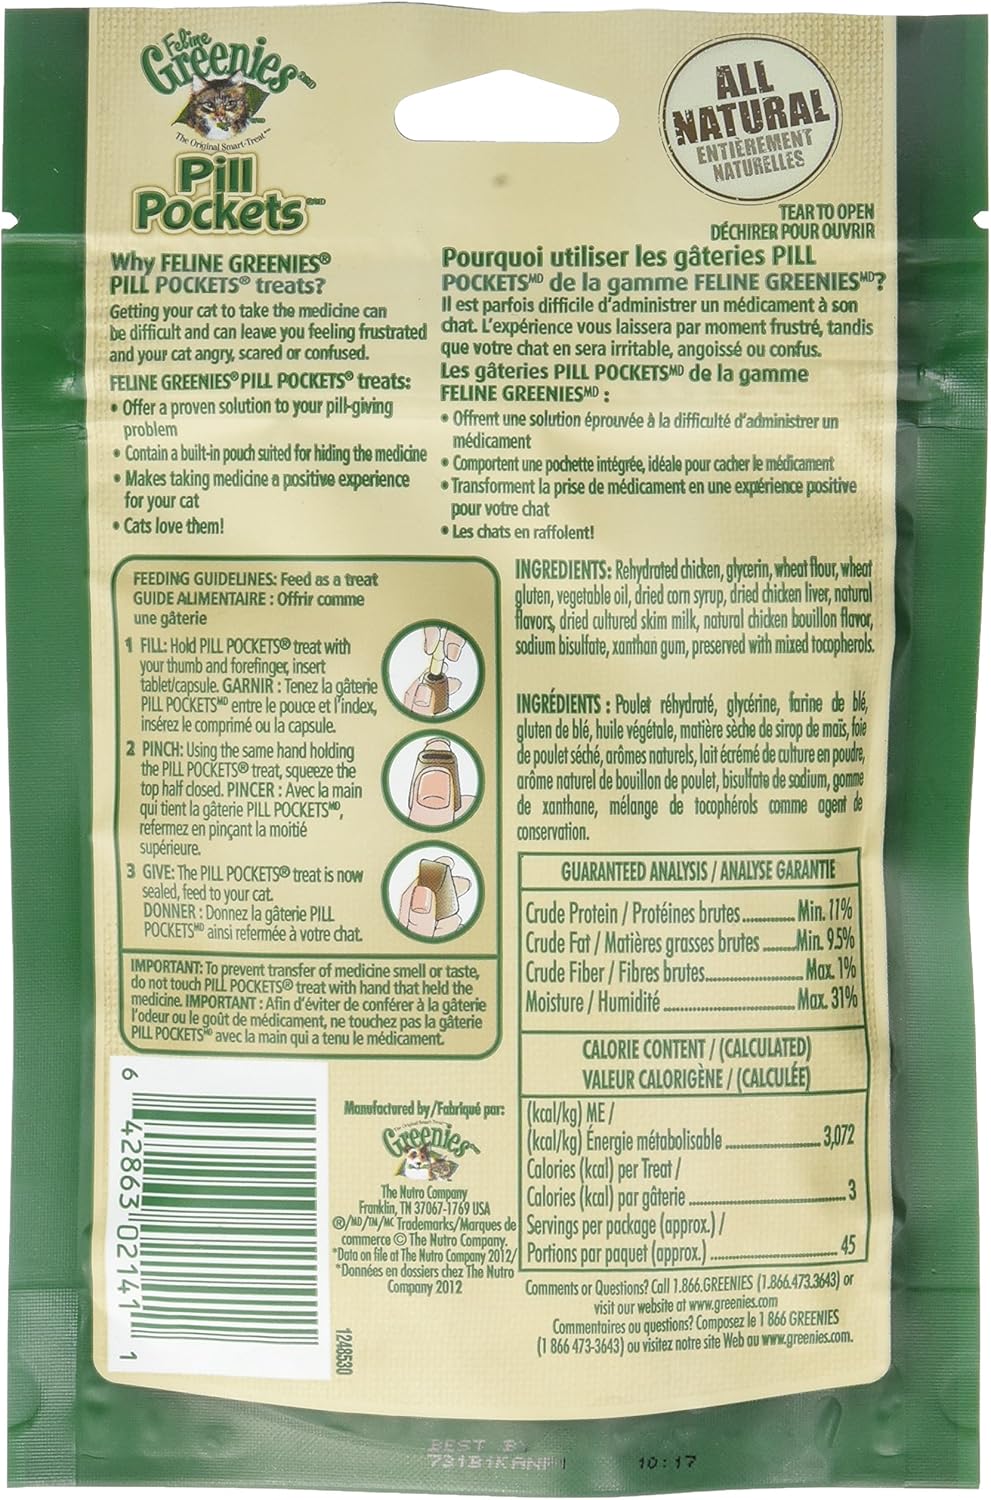 Feline
Greenies MD
The Original Smart-Treat™
Pill
Pockets
ALL
NATURAL
ENTIÈREMENT
NATURELLES
TEAR TO OPEN
DÉCHIRER POUR OUVRIR
Why FELINE GREENIES®
PILL POCKETS® treats?
Getting your cat to take the medicine can
be difficult and can leave you feeling frustrated
and your cat angry, scared or confused.
FELINE GREENIES® PILL POCKETS® treats:
• Offer a proven solution to your pill-giving
problem
• Contain a built-in pouch suited for hiding the medicine
• Makes taking medicine a positive experience
for your cat
• Cats love them!
Pourquoi utiliser les gâteries PILL
POCKETS MD de la gamme FELINE GREENIES MD?
Il est parfois difficile d'administrer un médicament à son
chat. L'expérience vous laissera par moment frustré, tandis
que votre chat en sera irritable, angoissé ou confus.
Les gâteries PILL POCKETS MD de la gamme
FELINE GREENIES MD :
• Offrent une solution éprouvée à la difficulté d'administrer un
médicament
• Comportent une pochette intégrée, idéale pour cacher le médicament
• Transforment la prise de médicament en une expérience positive
pour votre chat
• Les chats en raffolent!
FEEDING GUIDELINES: Feed as a treat
GUIDE ALIMENTAIRE : Offrir comme
une gâterie
1 FILL: Hold PILL POCKETS® treat with
your thumb and forefinger, insert
tablet/capsule. GARNIR : Tenez la gâterie
PILL POCKETS MD entre le pouce et l'index,
insérez le comprimé ou la capsule.
2 PINCH: Using the same hand holding
the PILL POCKETS® treat, squeeze the
top half closed. PINCER : Avec la main
qui tient la gâterie PILL POCKETS MD,
refermez en pinçant la moitié
supérieure.
3 GIVE: The PILL POCKETS® treat is now
sealed, feed to your cat.
DONNER : Donnez la gâterie PILL
POCKETS MD ainsi refermée à votre chat.
IMPORTANT: To prevent transfer of medicine smell or taste,
do not touch PILL POCKETS® treat with hand that held the
medicine. IMPORTANT : Afin d'éviter de conférer à la gâterie
l'odeur ou le goût de médicament, ne touchez pas la gâterie
PILL POCKETS MD avec la main qui a tenu le médicament.
INGREDIENTS: Rehydrated chicken, glycerin, wheat flour, wheat
gluten, vegetable oil, dried corn syrup, dried chicken liver, natural
flavors, dried cultured skim milk, natural chicken bouillon flavor,
sodium bisulfate, xanthan gum, preserved with mixed tocopherols.
INGRÉDIENTS : Poulet réhydraté, glycérine, farine de blé,
gluten de blé, huile végétale, matière sèche de sirop de maïs, foie
de poulet séché, arômes naturels, lait écrémé de culture en poudre,
arôme naturel de bouillon de poulet, bisulfate de sodium, gomme
de xanthane, mélange de tocophérols comme agent de
conservation.
GUARANTEED ANALYSIS / ANALYSE GARANTIE
Crude Protein / Protéines brutes............. Min. 11%
Crude Fat / Matières grasses brutes ........Min. 9.5%
Crude Fiber / Fibres brutes........................ Max. 1%
Moisture / Humidité ................................ Max. 31%
CALORIE CONTENT / (CALCULATED)
VALEUR CALORIGÈNE / (CALCULÉE)
(kcal/kg) ME /
(kcal/kg) Énergie métabolisable .................... 3,072
Calories (kcal) per Treat /
Calories (kcal) par gâterie ................................. 3
Servings per package (approx.) /
Portions par paquet (approx.) ........................... 45
6 42863 02141 1
Manufactured by/Fabriqué par:
The Original Smart-Treat™
Greenies
The Nutro Company
Franklin, TN 37067-1769 USA
®/MD/TM/MC Trademarks/Marques de
commerce © The Nutro Company.
*Data on file at The Nutro Company 2012/
*Données en dossiers chez The Nutro
Company 2012
1248530
Comments or Questions? Call 1.866.GREENIES (1.866.473.3643) or
visit our website at www.greenies.com
Commentaires ou questions? Composez le 1 866 GREENIES
(1 866 473-3643) ou visitez notre site Web au www.greenies.com.
BEST BY
10:17